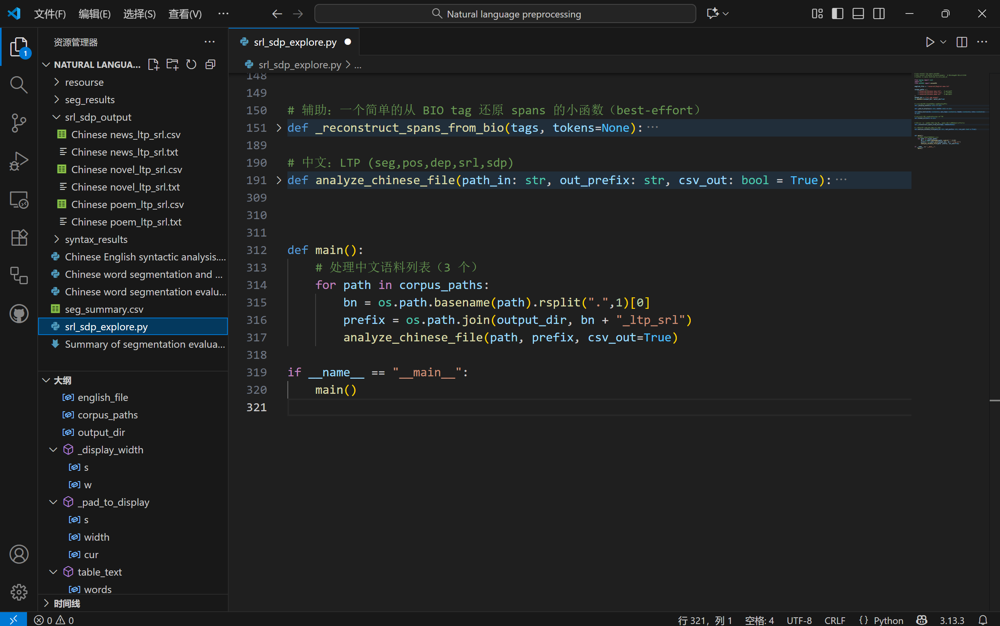 文件(F) 编辑(E) 选择(S) 查看(V) ··· Natural language preprocessing
资源管理器
1
NATURAL LANGUA...
resourse
seg_results
srl_sdp_output
Chinese news_ltp_srl.csv
Chinese news_ltp_srl.txt
Chinese novel_ltp_srl.csv
Chinese novel_ltp_srl.txt
Chinese poem_ltp_srl.csv
Chinese poem_ltp_srl.txt
syntax_results
Chinese English syntactic analysis....
Chinese word segmentation and ...
Chinese word segmentation evalu...
seg_summary.csv
srl_sdp_explore.py
Summary of segmentation evalua...
大纲
english_file
corpus_paths
output_dir
_display_width
s
w
_pad_to_display
s
width
cur
table_text
words
时间线
srl_sdp_explore.py
srl_sdp_explore.py > ...
148
149
150 # 辅助: 一个简单的从 BIO tag 还原 spans 的小函数（best-effort）
151 def _reconstruct_spans_from_bio(tags, tokens=None):···
189
190 # 中文: LTP (seg,pos,dep,srl,sdp)
191 def analyze_chinese_file(path_in: str, out_prefix: str, csv_out: bool = True):···
309
310
311
312 def main():
313 # 处理中文语料列表（3 个）
314 for path in corpus_paths:
315 bn = os.path.basename(path).rsplit(".",1)[0]
316 prefix = os.path.join(output_dir, bn + "_ltp_srl")
317 analyze_chinese_file(path, prefix, csv_out=True)
318
319 if __name__ == "__main__":
320 main()
321
0 0 行 321，列 1 空格: 4 UTF-8 CRLF {} Python 3.13.3